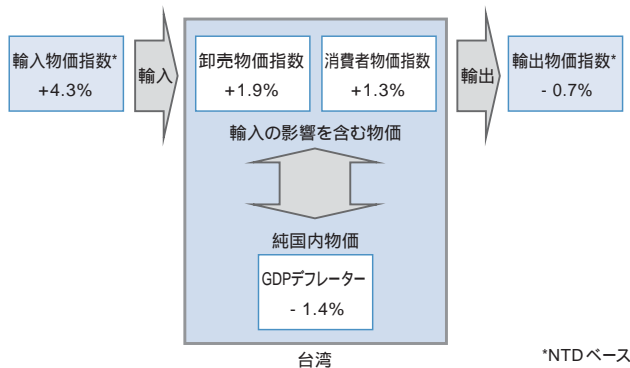 輸入物価指数*
+4.3%
輸入
卸売物価指数
+1.9%
消費者物価指数
+1.3%
輸出
輸出物価指数*
- 0.7%
輸入の影響を含む物価
純国内物価
GDPデフレーター
- 1.4%
台湾
*NTDベース